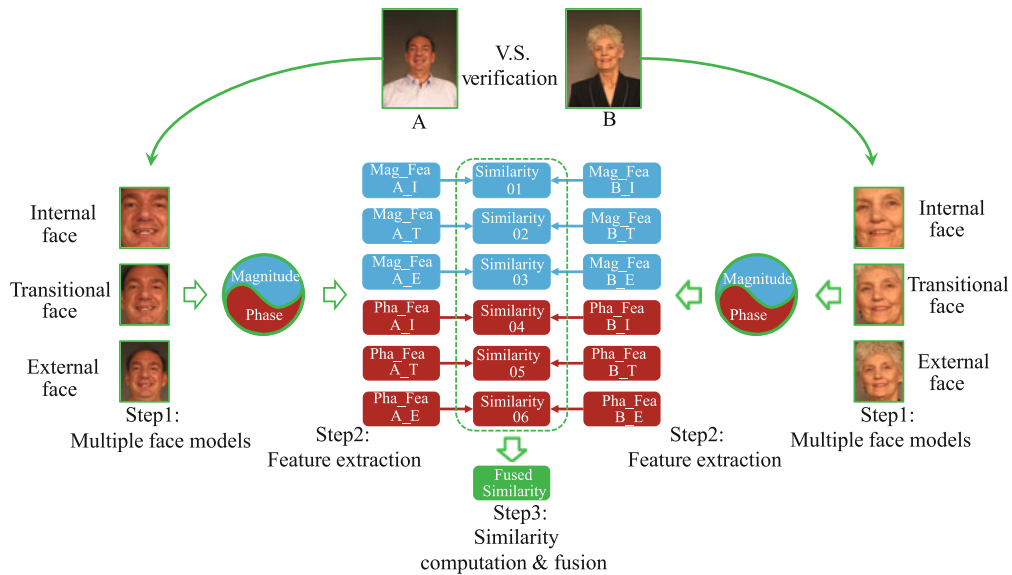 V.S.
verification
A
B
Internal
face
Transitional
face
External
face
Step1:
Multiple face models
Magnitude
Phase
Step2:
Feature extraction
Mag_Fea
A_I
Similarity
01
Mag_Fea
B_I
Mag_Fea
A_T
Similarity
02
Mag_Fea
B_T
Mag_Fea
A_E
Similarity
03
Mag_Fea
B_E
Pha_Fea
A_I
Similarity
04
Pha_Fea
B_I
Pha_Fea
A_T
Similarity
05
Pha_Fea
B_T
Pha_Fea
A_E
Similarity
06
Pha_Fea
B_E
Fused
Similarity
Step3:
Similarity
computation & fusion
Magnitude
Phase
Step2:
Feature extraction
Internal
face
Transitional
face
External
face
Step1:
Multiple face models